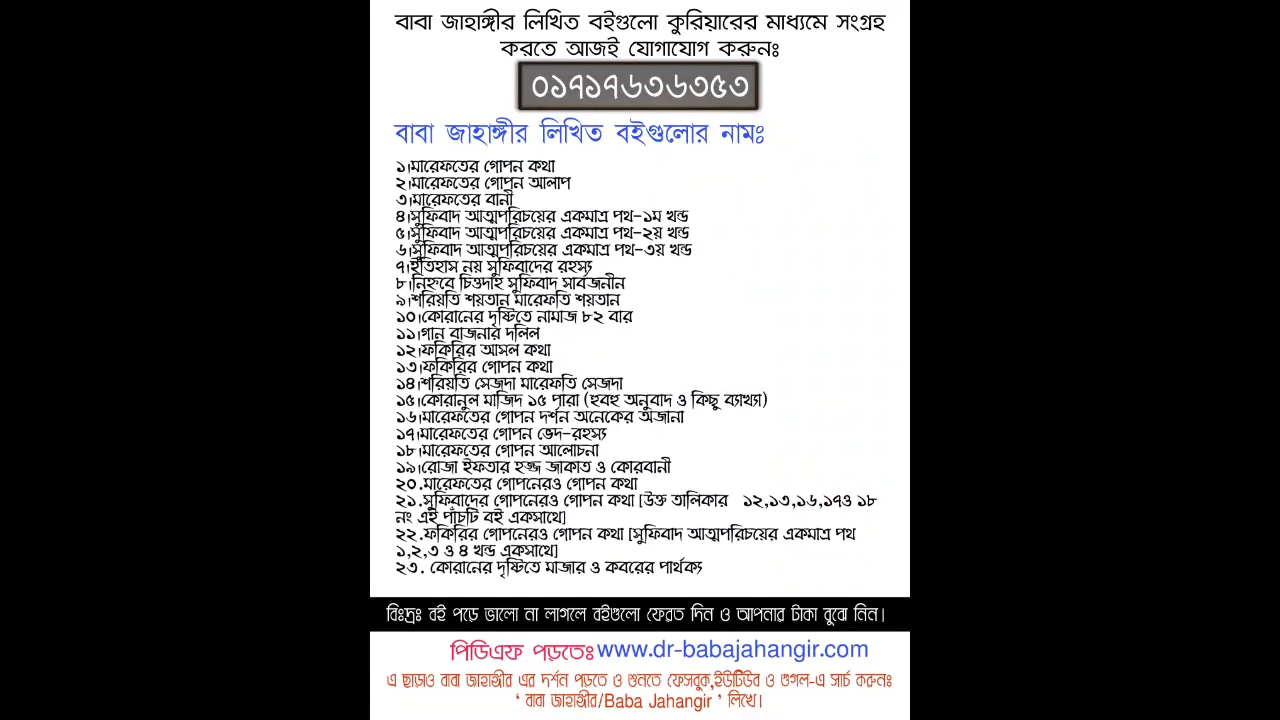 বাবা জাহাঙ্গীর লিখিত বইগুলো কুরিয়ারের মাধ্যমে সংগ্রহ
করতে আজই যোগাযোগ করুনঃ
০১৭১৭৬৩৬৩৫৩
বাবা জাহাঙ্গীর লিখিত বইগুলোর নামঃ
১।মারেফতের গোপন কথা
২।মারেফতের গোপন আলাপ
৩।মারেফতের বানী
৪।সুফিবাদ আত্মপরিচয়ের একমাত্র পথ-১ম খন্ড
৫।সুফিবাদ আত্মপরিচয়ের একমাত্র পথ-২য় খন্ড
৬।সুফিবাদ আত্মপরিচয়ের একমাত্র পথ-৩য় খন্ড
৭।ইতিহাস নয় সুফিবাদের রহস্য
৮।নিহ্নবে চিত্তদাহ সুফিবাদ সার্বজনীন
৯।শরিয়তি শয়তান মারেফতি শয়তান
১০।কোরানের দৃষ্টিতে নামাজ ৮২ বার
১১।গান বাজনার দলিল
১২।ফকিরির আসল কথা
১৩।ফকিরির গোপন কথা
১৪।শরিয়তি সেজদা মারেফতি সেজদা
১৫।কোরানুল মাজিদ ১৫ পারা (হুবহু অনুবাদ ও কিছু ব্যাখ্যা)
১৬।মারেফতের গোপন দর্শন অনেকের অজানা
১৭।মারেফতের গোপন ভেদ-রহস্য
১৮।মারেফতের গোপন আলোচনা
১৯।রোজা ইফতার হজ্জ জাকাত ও কোরবানী
২০.মারেফতের গোপনেরও গোপন কথা
২১.সুফিবাদের গোপনেরও গোপন কথা [উক্ত তালিকার ১২,১৩,১৬,১৭ও ১৮
নং এই পাঁচটি বই একসাথে]
২২.ফকিরির গোপনেরও গোপন কথা [সুফিবাদ আত্মপরিচয়ের একমাত্র পথ
১,২,৩ ও ৪ খন্ড একসাথে]
২৩. কোরানের দৃষ্টিতে মাজার ও কবরের পার্থক্য
বিঃদ্রঃ বই পড়ে ভালো না লাগলে বইগুলো ফেরত দিন ও আপনার টাকা বুঝে নিন।
পিডিএফ পড়তেঃ www.dr-babajahangir.com
এ ছাড়াও বাবা জাহাঙ্গীর এর দর্শন পড়তে ও শুনতে ফেসবুক,ইউটিউব ও গুগল-এ সার্চ করুনঃ
‘ বাবা জাহাঙ্গীর/Baba Jahangir ’ লিখে।